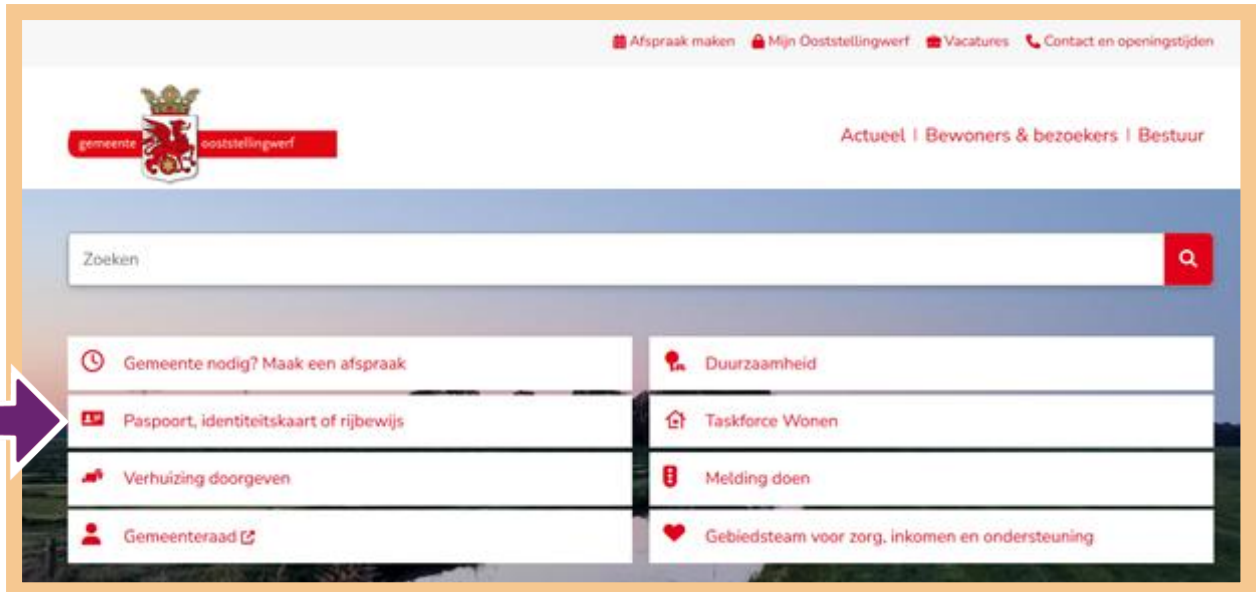 Afspraak maken Mijn Ooststellingwerf Vacatures Contact en openingstijden
gemeente ooststellingwerf
Actueel | Bewoners & bezoekers | Bestuur
Zoeken
Gemeente nodig? Maak een afspraak
Duurzaamheid
Paspoort, identiteitskaart of rijbewijs
Taskforce Wonen
Verhuizing doorgeven
Melding doen
Gemeenteraad
Gebiedsteam voor zorg, inkomen en ondersteuning